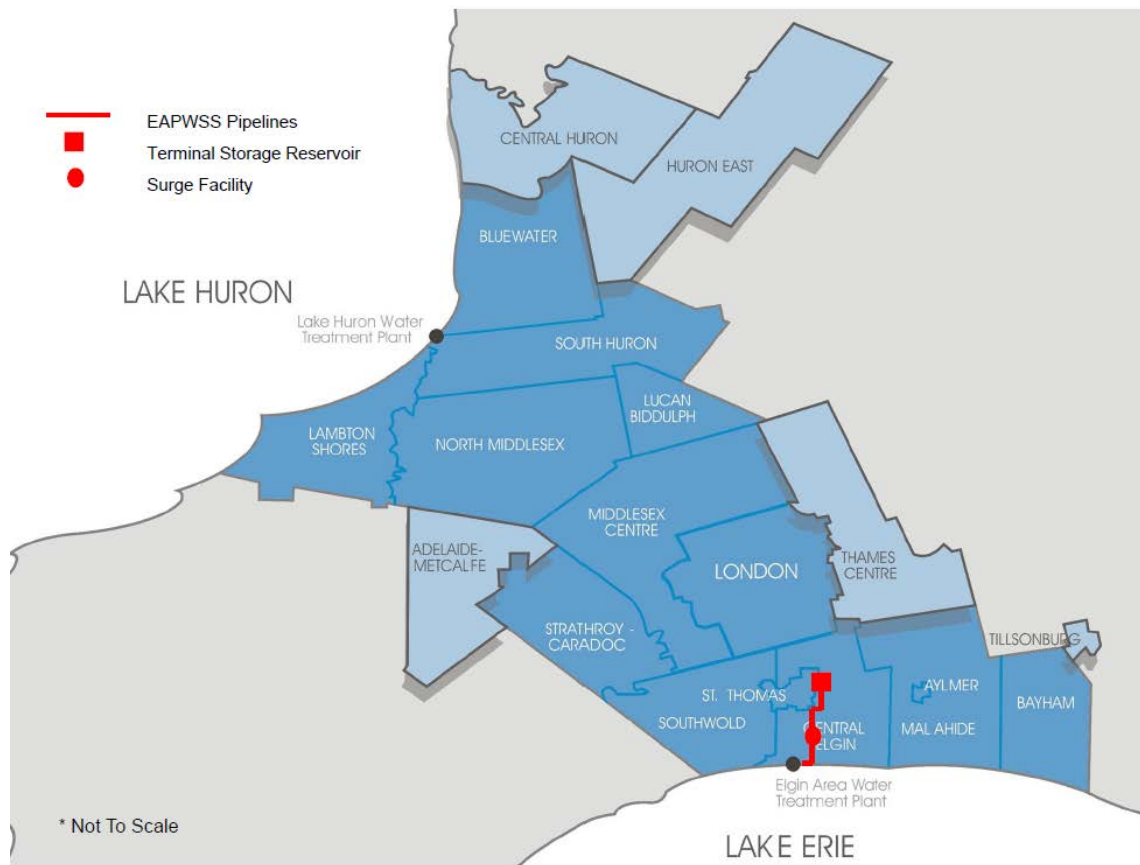 EAPWSS Pipelines
Terminal Storage Reservoir
Surge Facility
CENTRAL HURON
HURON EAST
BLUEWATER
LAKE HURON
Lake Huron Water
Treatment Plant
SOUTH HURON
LUCAN
BIDDULPH
LAMBTON
SHORES
NORTH MIDDLESEX
MIDDLESEX
CENTRE
ADELAIDE-
METCALFE
LONDON
THAMES
CENTRE
STRATHROY -
CARADOC
TILLSONBURG
ST. THOMAS
AYLMER
SOUTHWOLD
CENTRAL
ELGIN
MALAHIDE
BAYHAM
Elgin Area Water
Treatment Plant
* Not To Scale
LAKE ERIE